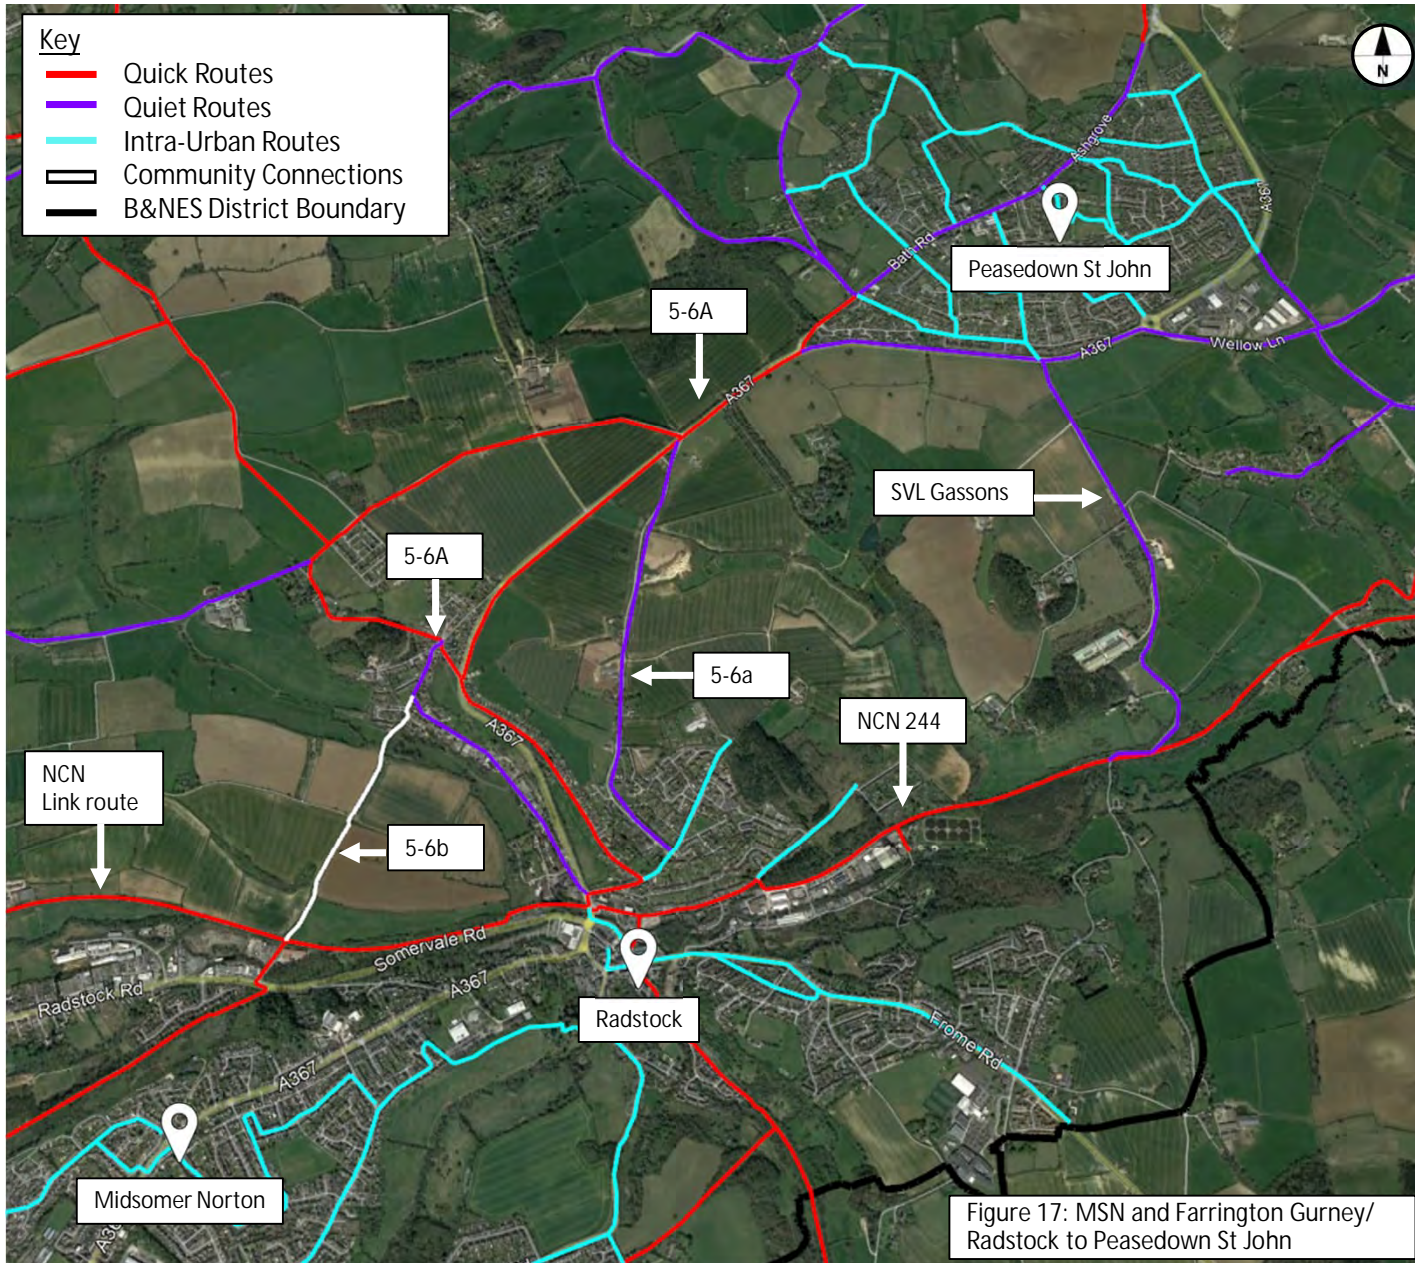 Key
Quick Routes
Quiet Routes
Intra-Urban Routes
Community Connections
B&NES District Boundary
N
Ashgrove
A367
Bath Rd
Peasedown St John
5-6A
A367
A367
Wellow Ln
SVL Gassons
5-6A
5-6a
NCN 244
A367
NCN
Link route
5-6b
Somervale Rd
A367
Radstock Rd
Radstock
Frome Rd
A367
Midsomer Norton
A36
Figure 17: MSN and Farrington Gurney/
Radstock to Peasedown St John